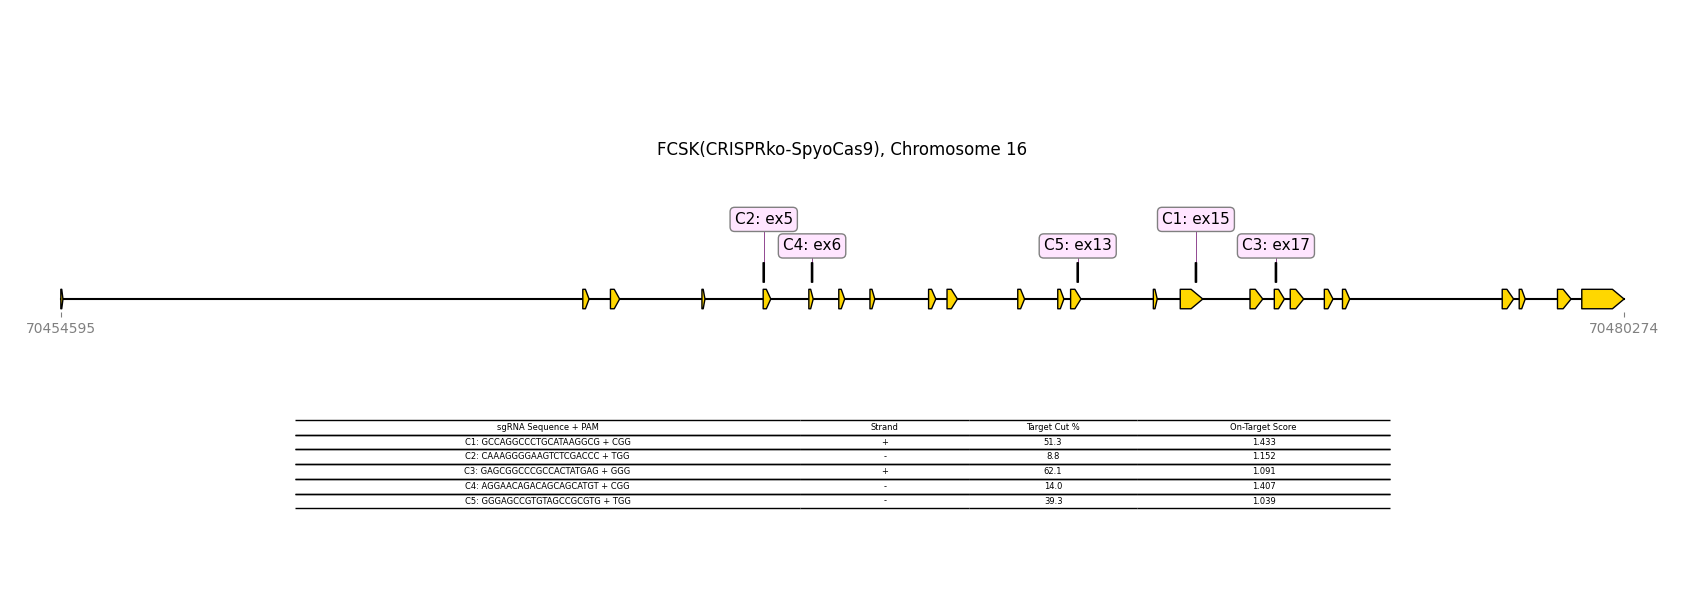 FCSK(CRISPRko-SpyoCas9), Chromosome 16
C2: ex5
C1: ex15
C4: ex6
C5: ex13
C3: ex17
70454595
70480274
sgRNA Sequence + PAM Strand Target Cut % On-Target Score
C1: GCCAGGCCCTGCATAAGGCG + CGG + 51.3 1.433
C2: CAAAGGGGAAGTCTCGACCC + TGG - 8.8 1.152
C3: GAGCGGCCCGCCACTATGAG + GGG + 62.1 1.091
C4: AGGAACAGACAGCAGCATGT + CGG - 14.0 1.407
C5: GGGAGCCGTGTAGCCGCGTG + TGG - 39.3 1.039